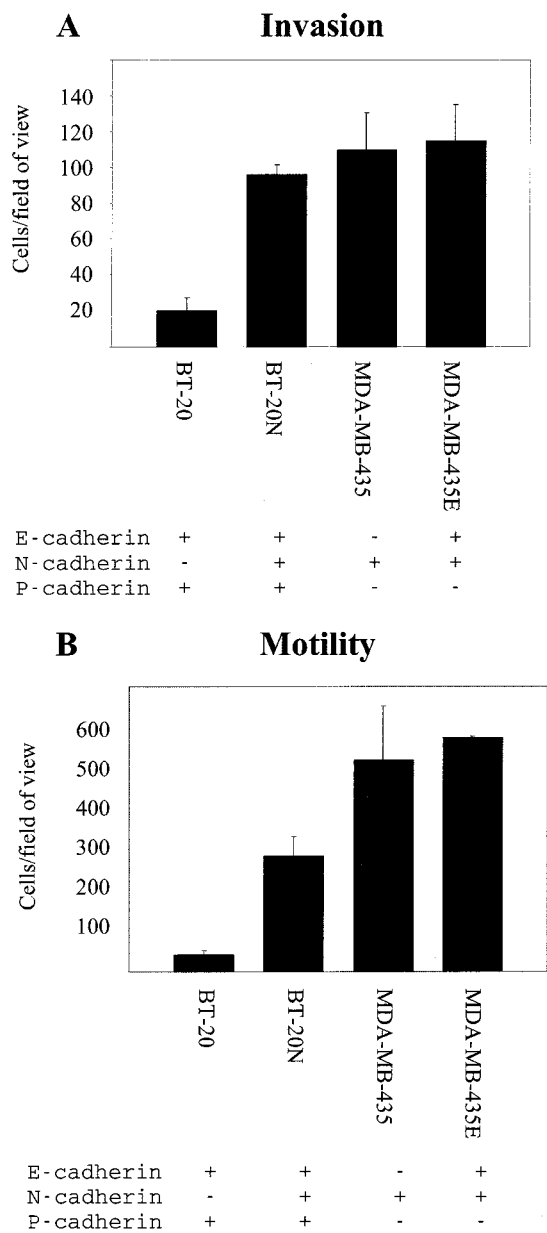 A Invasion
Cells/field of view
140
120
100
80
60
40
20
BT-20
BT-20N
MDA-MB-435
MDA-MB-435E
E-cadherin + + - +
N-cadherin - + + +
P-cadherin + + - -
B Motility
Cells/field of view
600
500
400
300
200
100
BT-20
BT-20N
MDA-MB-435
MDA-MB-435E
E-cadherin + + - +
N-cadherin - + + +
P-cadherin + + - -